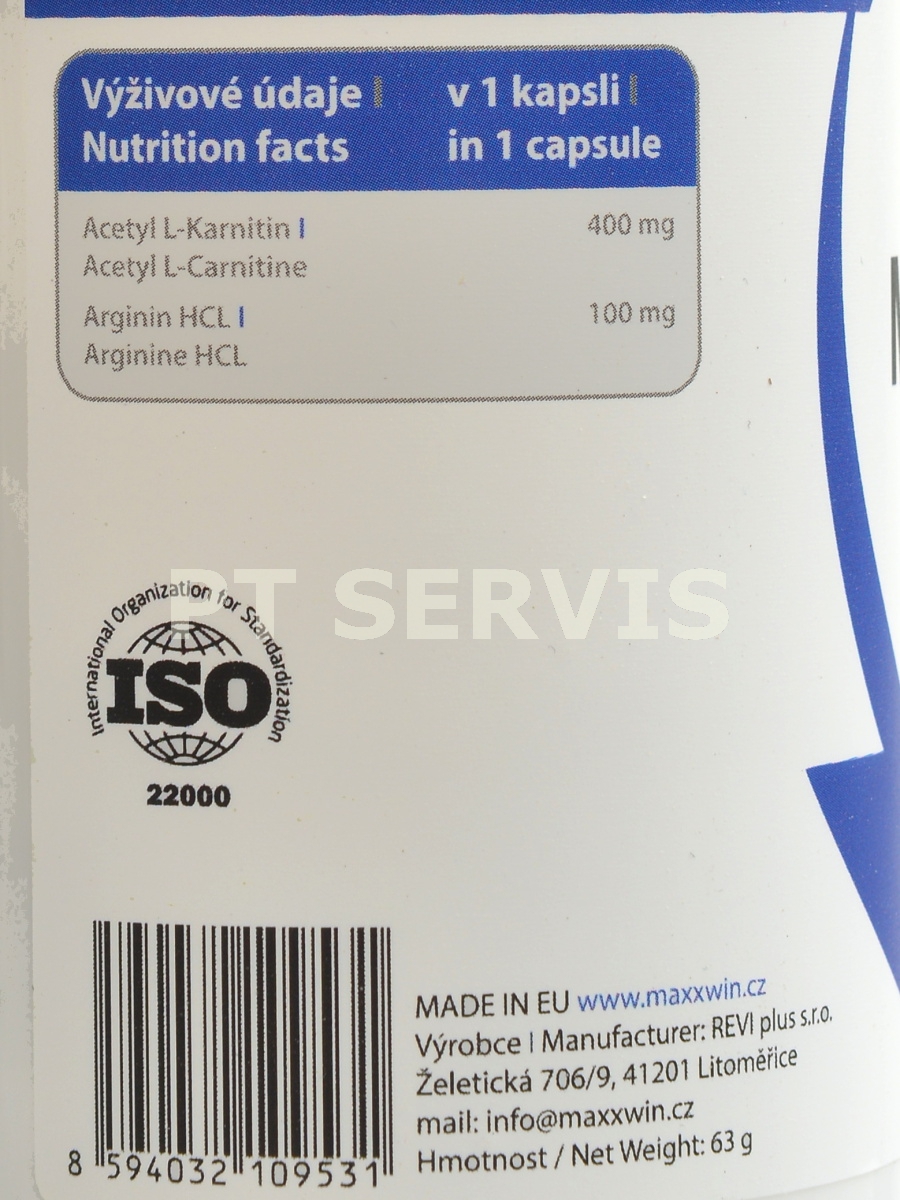 Výživové údaje | v 1 kapsli |
Nutrition facts in 1 capsule
Acetyl L-Karnitin | 400 mg
Acetyl L-Carnitine
Arginin HCL | 100 mg
Arginine HCL
PT SERVIS
International Organization for Standardization
ISO
22000
MADE IN EU www.maxxwin.cz
Výrobce | Manufacturer: REVI plus s.r.o.
Želetická 706/9, 41201 Litoměřice
mail: info@maxxwin.cz
Hmotnost / Net Weight: 63 g
8 594032 109531